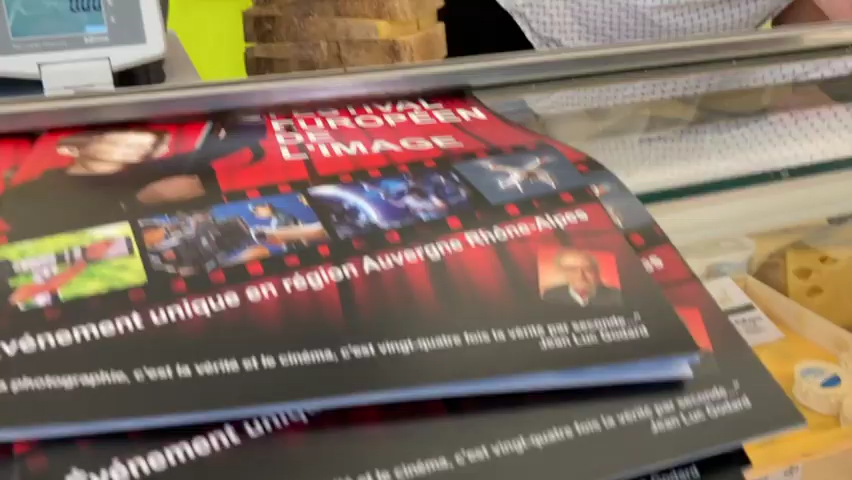 FESTIVAL
EUROPÉEN
DE
L'IMAGE
Événement unique en région Auvergne Rhône-Alpes
photographie, c'est la vérité et le cinéma, c'est vingt-quatre fois la vérité par seconde..."
Jean Luc Godard
Événement unique
et le cinéma, c'est vingt-quatre fois la vérité par seconde..."
Jean Luc Godard
Godard